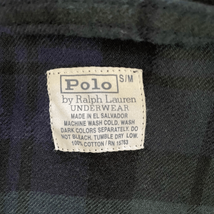 Polo S/M
by Ralph Lauren
UNDERWEAR
MADE IN EL SALVADOR
MACHINE WASH COLD, WASH
DARK COLORS SEPARATELY. DO
NOT BLEACH, TUMBLE DRY LOW.
100% COTTON / RN 15763